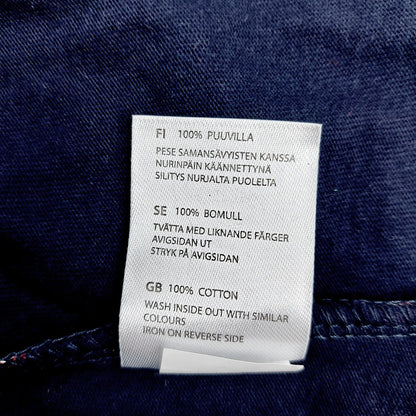 FI 100% PUUVILLA
PESE SAMANSÄVYISTEN KANSSA
NURINPÄIN KÄÄNNETTYNÄ
SILITYS NURJALTA PUOLELTA
SE 100% BOMULL
TVÄTTA MED LIKNANDE FÄRGER
AVIGSIDAN UT
STRYK PÅ AVIGSIDAN
GB 100% COTTON
WASH INSIDE OUT WITH SIMILAR
COLOURS
IRON ON REVERSE SIDE